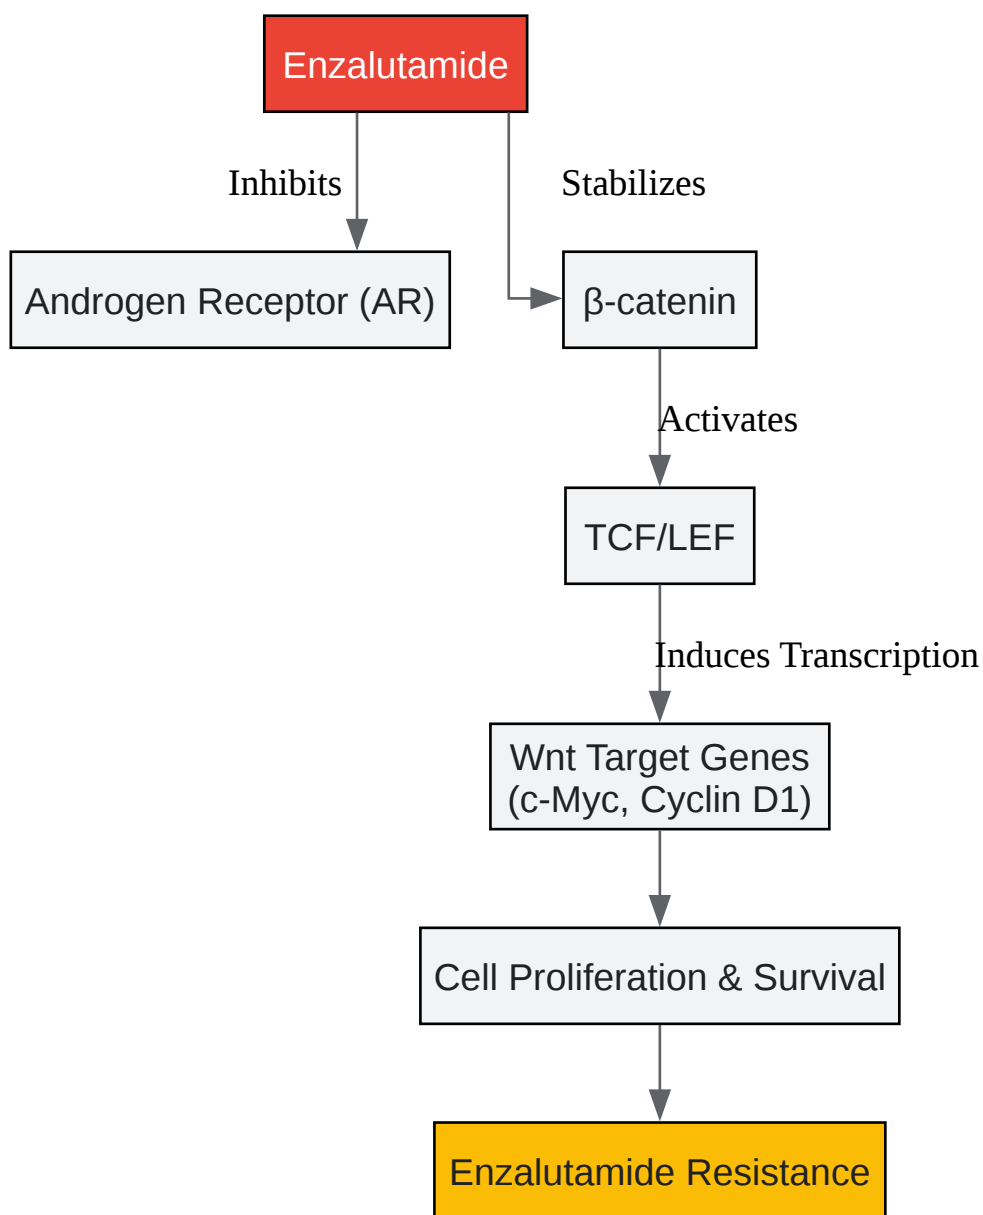 Enzalutamide
Inhibits
Stabilizes
Androgen Receptor (AR)
β-catenin
Activates
TCF/LEF
Induces Transcription
Wnt Target Genes
(c-Myc, Cyclin D1)
Cell Proliferation & Survival
Enzalutamide Resistance